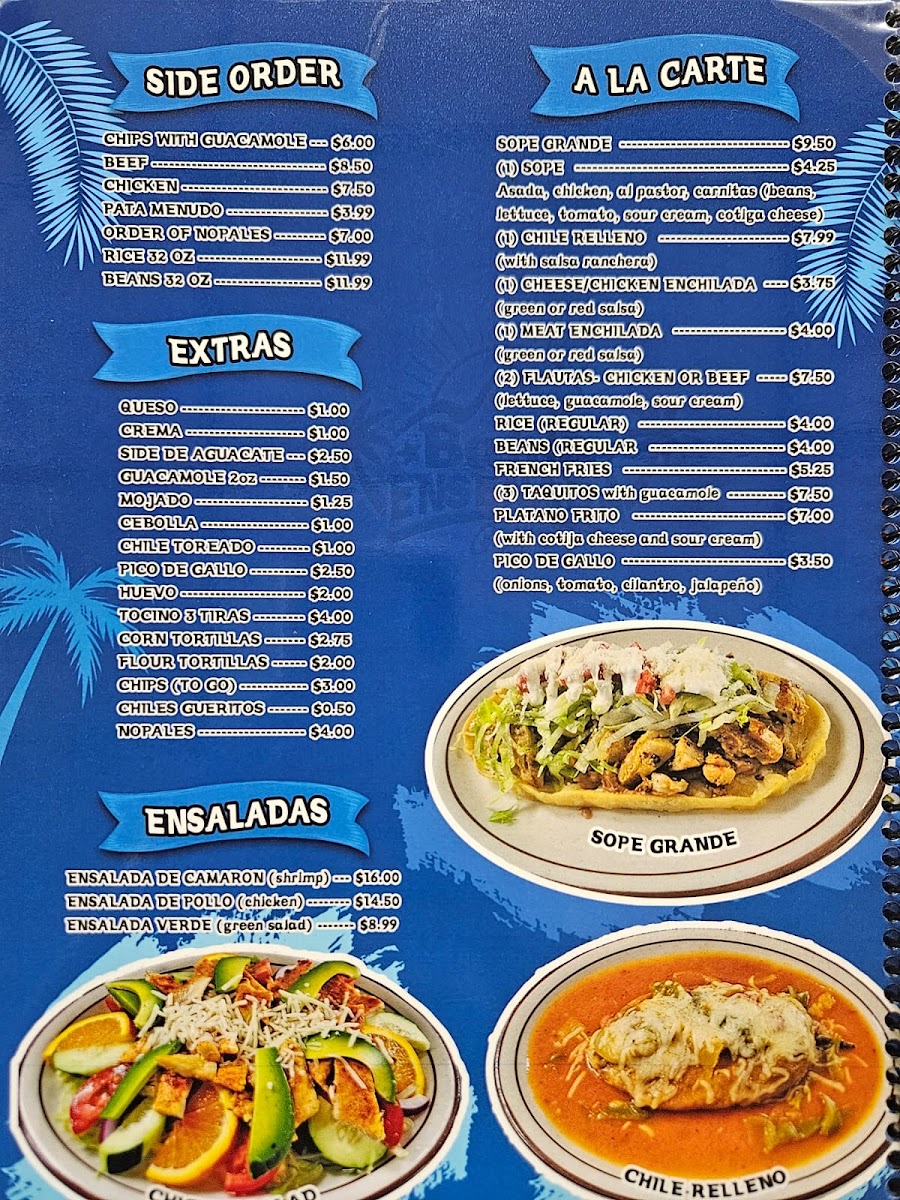 SIDE ORDER
CHIPS WITH GUACAMOLE --- $6.00
BEEF ------------------------------ $8.50
CHICKEN ------------------------- $7.50
PATA MENUDO ----------------- $3.99
ORDER OF NOPALES --------- $7.00
RICE 32 OZ ---------------------- $11.99
BEANS 32 OZ ------------------- $11.99
EXTRAS
QUESO --------------------- $1.00
CREMA --------------------- $1.00
SIDE DE AGUACATE --- $2.50
GUACAMOLE 2oz ------- $1.50
MOJADO ------------------- $1.25
CEBOLLA ------------------ $1.00
CHILE TOREADO --------- $1.00
PICO DE GALLO ---------- $2.50
HUEVO --------------------- $2.00
TOCINO 3 TIRAS --------- $4.00
CORN TORTILLAS ------- $2.75
FLOUR TORTILLAS ------ $2.00
CHIPS (TO GO) ------------ $3.00
CHILES GUERITOS ------- $0.50
NOPALES ------------------- $4.00
ENSALADAS
ENSALADA DE CAMARON (shrimp) --- $16.00
ENSALADA DE POLLO (chicken) -------- $14.50
ENSALADA VERDE (green salad) ------- $8.99
A LA CARTE
SOPE GRANDE ------------------------------- $9.50
(1) SOPE --------------------------------------- $4.25
Asada, chicken, al pastor, carnitas (beans,
lettuce, tomato, sour cream, cotiga cheese)
(1) CHILE RELLENO ------------------------ $7.99
(with salsa ranchera)
(1) CHEESE/CHICKEN ENCHILADA ---- $3.75
(green or red salsa)
(1) MEAT ENCHILADA --------------------- $4.00
(green or red salsa)
(2) FLAUTAS- CHICKEN OR BEEF ----- $7.50
(lettuce, guacamole, sour cream)
RICE (REGULAR) --------------------------- $4.00
BEANS (REGULAR ------------------------- $4.00
FRENCH FRIES ------------------------------ $5.25
(3) TAQUITOS with guacamole ---------- $7.50
PLATANO FRITO --------------------------- $7.00
(with cotija cheese and sour cream)
PICO DE GALLO ----------------------------- $3.50
(onions, tomato, cilantro, jalapeño)
SOPE GRANDE
CHILE RELLENO